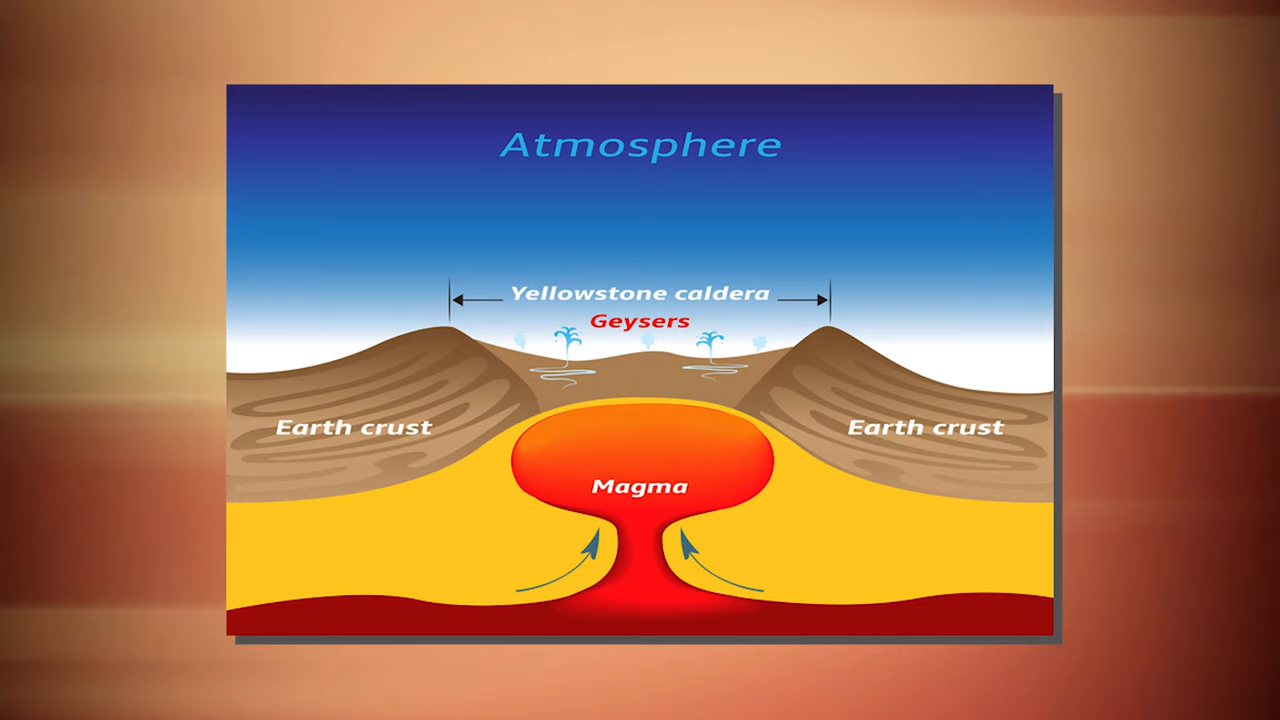 Atmosphere
Yellowstone caldera
Geysers
Earth crust
Earth crust
Magma